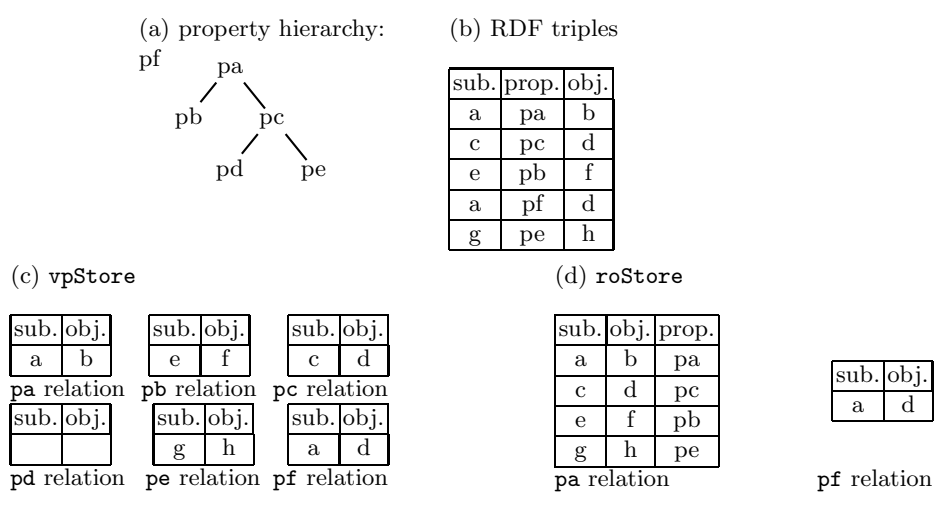 (a) property hierarchy:
pf
pa
pb pc
pd pe
(b) RDF triples
sub. prop. obj.
a pa b
c pc d
e pb f
a pf d
g pe h
(c) vpStore
sub. obj.
a b
pa relation
sub. obj.
e f
pb relation
sub. obj.
c d
pc relation
sub. obj.
pd relation
sub. obj.
g h
pe relation
sub. obj.
a d
pf relation
(d) roStore
sub. obj. prop.
a b pa
c d pc
e f pb
g h pe
pa relation
sub. obj.
a d
pf relation